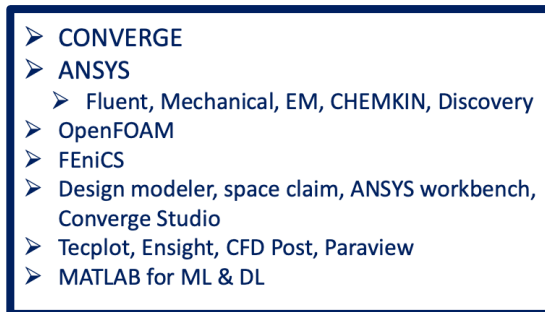 ➢ CONVERGE
➢ ANSYS
➢ Fluent, Mechanical, EM, CHEMKIN, Discovery
➢ OpenFOAM
➢ FEniCS
➢ Design modeler, space claim, ANSYS workbench,
Converge Studio
➢ Tecplot, Ensight, CFD Post, Paraview
➢ MATLAB for ML & DL